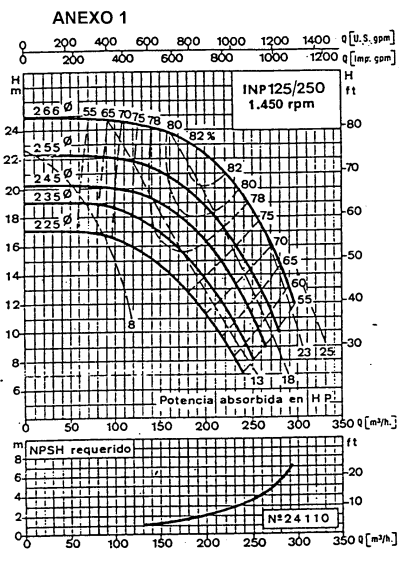 ANEXO 1
0 200 400 600 800 1000 1200 1400 Q [U.S. gpm]
0 200 400 600 800 1000 1200 Q [Imp. gpm]
H
m
H
ft
INP 125/250
1.450 rpm
266 Ø 55 65 70 75 78 80 82 %
255 Ø
245 Ø
235 Ø
225 Ø
82
80
78
75
70
65
60
55
24
22
20
18
16
14
12
10
8
6
80
70
60
50
40
30
8
13 18 23 25
Potencia absorbida en H P
0 50 100 150 200 250 300 350 Q [m³/h.]
m
NPSH requerido
ft
8
6
4
2
0
20
10
Nº 24110
0 50 100 150 200 250 300 350 Q [m³/h.]